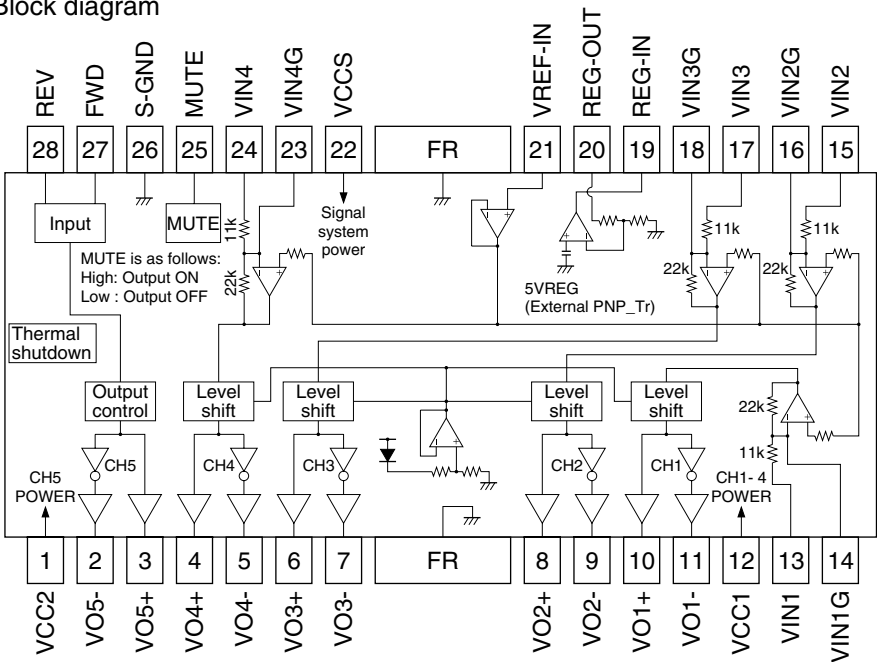 Block diagram
REV
FWD
S-GND
MUTE
VIN4
VIN4G
VCCS
VREF-IN
REG-OUT
REG-IN
VIN3G
VIN3
VIN2G
VIN2
28
27
26
25
24
23
22
FR
21
20
19
18
17
16
15
Input
MUTE
11k
Signal
system
power
11k
11k
MUTE is as follows:
High: Output ON
Low : Output OFF
22k
22k
22k
5VREG
(External PNP_Tr)
Thermal
shutdown
Output
control
Level
shift
Level
shift
Level
shift
Level
shift
22k
11k
CH5
CH4
CH3
CH2
CH1
CH5
POWER
CH1- 4
POWER
1
2
3
4
5
6
7
FR
8
9
10
11
12
13
14
VCC2
VO5-
VO5+
VO4+
VO4-
VO3+
VO3-
VO2+
VO2-
VO1+
VO1-
VCC1
VIN1
VIN1G